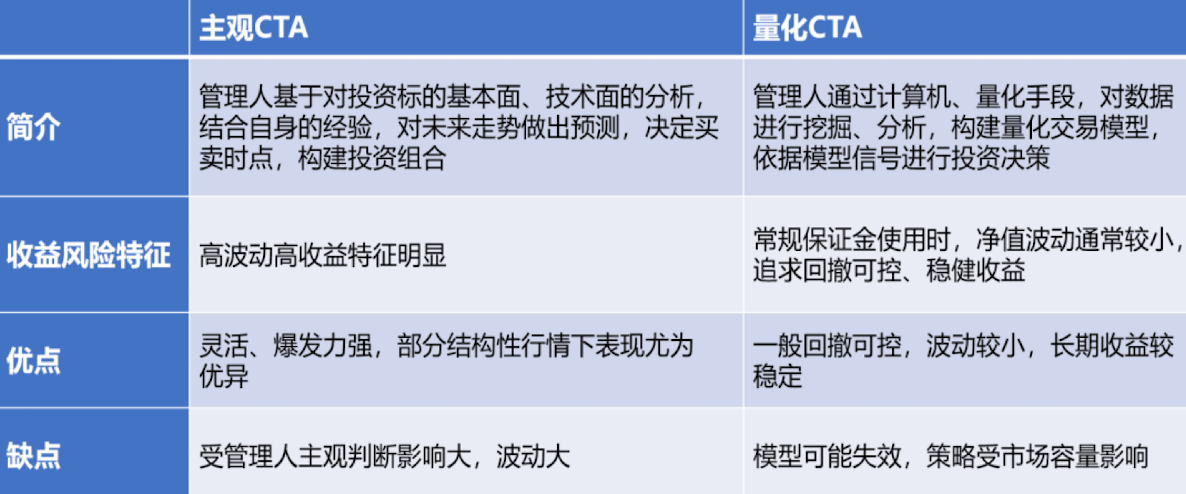 主观CTA
量化CTA
简介
管理人基于对投资标的基本面、技术面的分析，
结合自身的经验，对未来走势做出预测，决定买
卖时点，构建投资组合
管理人通过计算机、量化手段，对数据
进行挖掘、分析，构建量化交易模型，
依据模型信号进行投资决策
收益风险特征
高波动高收益特征明显
常规保证金使用时，净值波动通常较小，
追求回撤可控、稳健收益
优点
灵活、爆发力强，部分结构性行情下表现尤为
优异
一般回撤可控，波动较小，长期收益较
稳定
缺点
受管理人主观判断影响大，波动大
模型可能失效，策略受市场容量影响